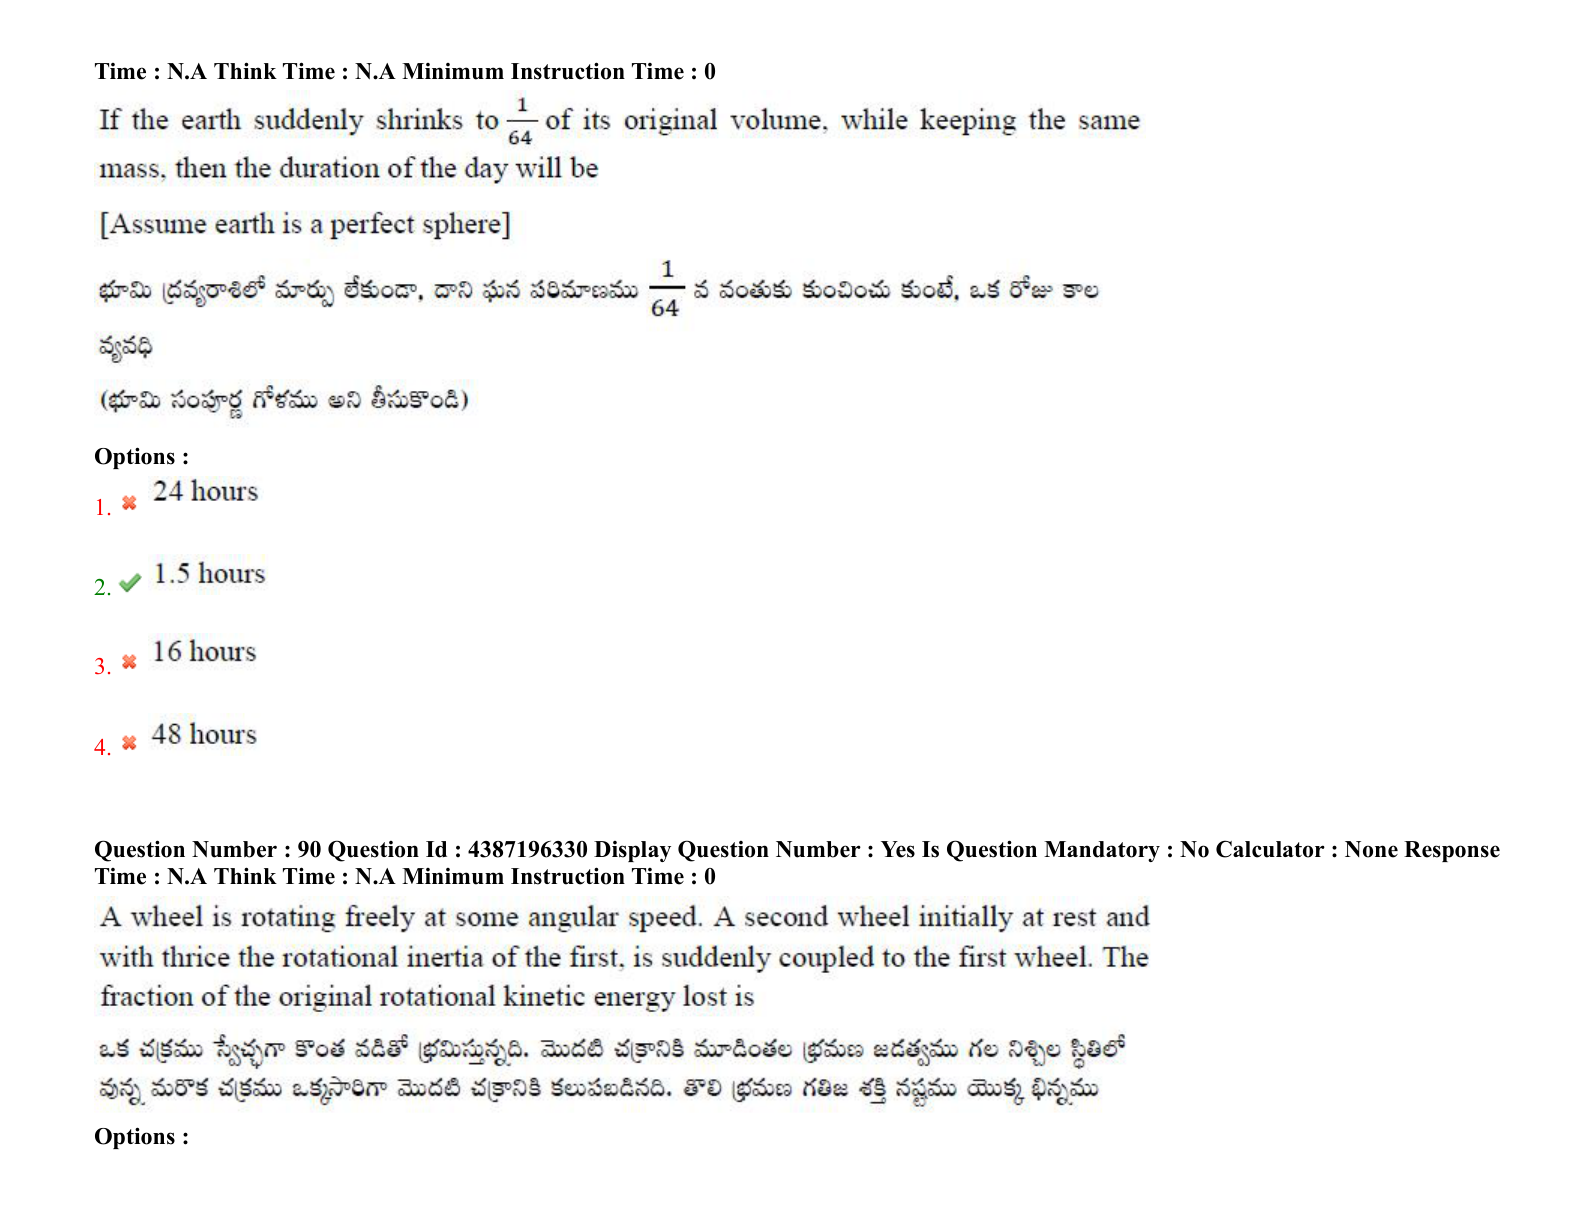 Time : N.A Think Time : N.A Minimum Instruction Time : 0
If the earth suddenly shrinks to 1/64 of its original volume, while keeping the same
mass, then the duration of the day will be
[Assume earth is a perfect sphere]
భూమి ద్రవ్యరాశిలో మార్పు లేకుండా, దాని ఘన పరిమాణము 1/64 వ వంతుకు కుంచించు కుంటే, ఒక రోజు కాల
వ్యవధి
(భూమి సంపూర్ణ గోళము అని తీసుకొండి)
Options :
1. 24 hours
2. 1.5 hours
3. 16 hours
4. 48 hours
Question Number : 90 Question Id : 4387196330 Display Question Number : Yes Is Question Mandatory : No Calculator : None Response
Time : N.A Think Time : N.A Minimum Instruction Time : 0
A wheel is rotating freely at some angular speed. A second wheel initially at rest and
with thrice the rotational inertia of the first, is suddenly coupled to the first wheel. The
fraction of the original rotational kinetic energy lost is
ఒక చక్రము స్వేచ్ఛగా కొంత వడితో భ్రమిస్తున్నది. మొదటి చక్రానికి మూడింతల భ్రమణ జడత్వము గల నిశ్చిల స్థితిలో
వున్న మరొక చక్రము ఒక్కసారిగా మొదటి చక్రానికి కలుపబడినది. తొలి భ్రమణ గతిజ శక్తి నష్టము యొక్క భిన్నము
Options :